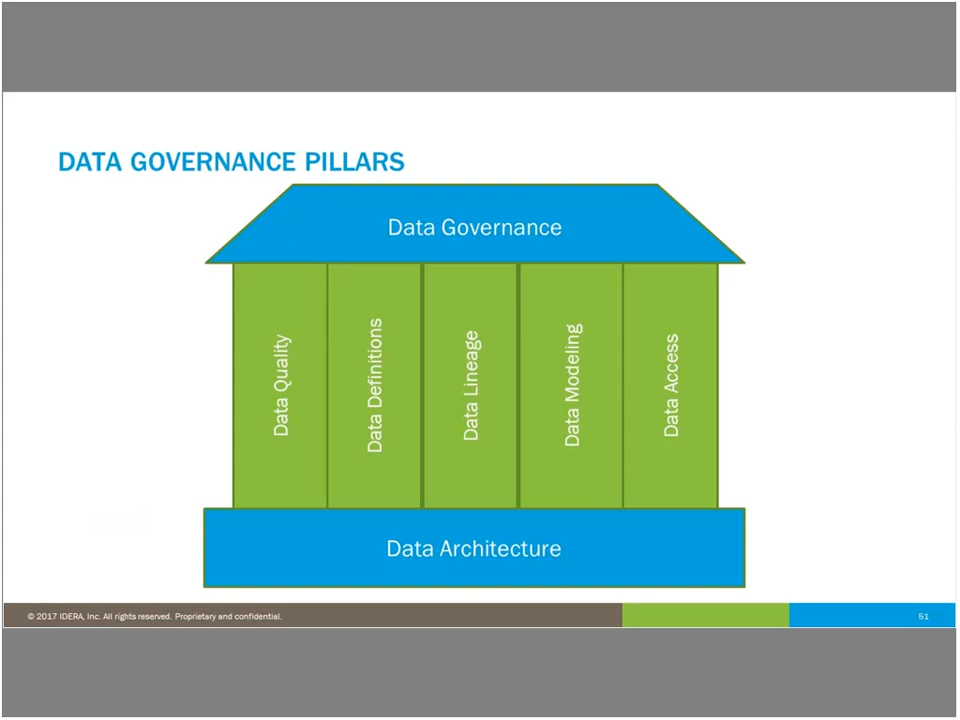 DATA GOVERNANCE PILLARS
Data Governance
Data Quality
Data Definitions
Data Lineage
Data Modeling
Data Access
Data Architecture
© 2017 IDERA, Inc. All rights reserved. Proprietary and confidential.
51